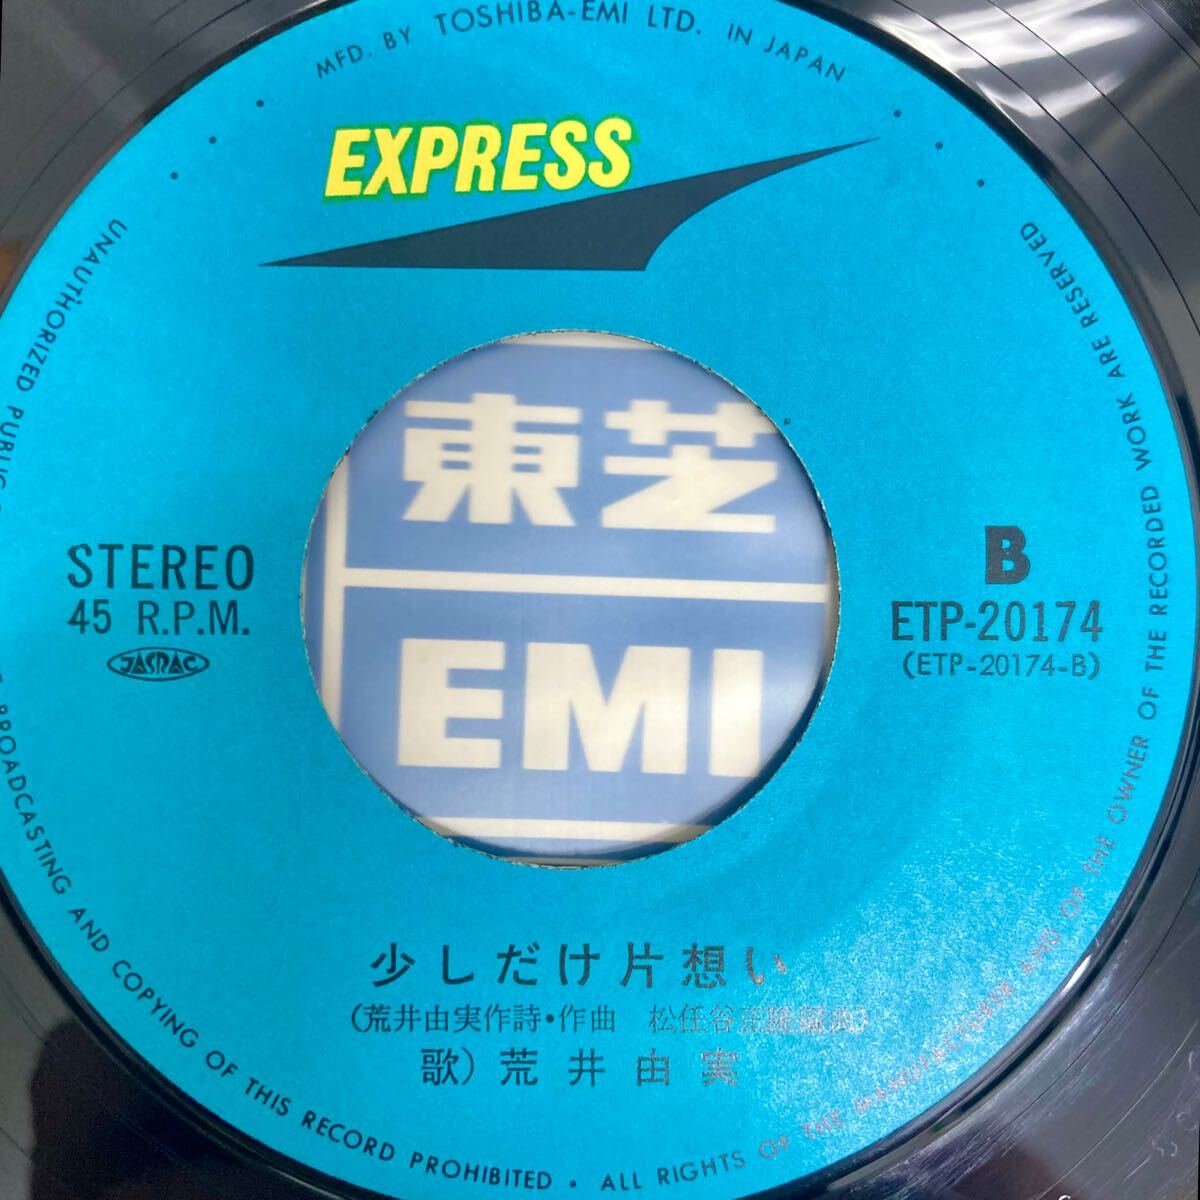 MFD. BY TOSHIBA-EMI LTD. IN JAPAN
EXPRESS
東芝
EMI
STEREO
45 R.P.M.
JASRAC
B
ETP-20174
(ETP-20174-B)
少しだけ片想い
(荒井由実作詩・作曲 松任谷正隆編曲)
歌) 荒井由実
UNAUTHORIZED PUBLIC
BROADCASTING AND COPYING OF THIS RECORD PROHIBITED • ALL RIGHTS OF THE MANUFACTURER AND OF THE OWNER OF THE RECORDED WORK ARE RESERVED